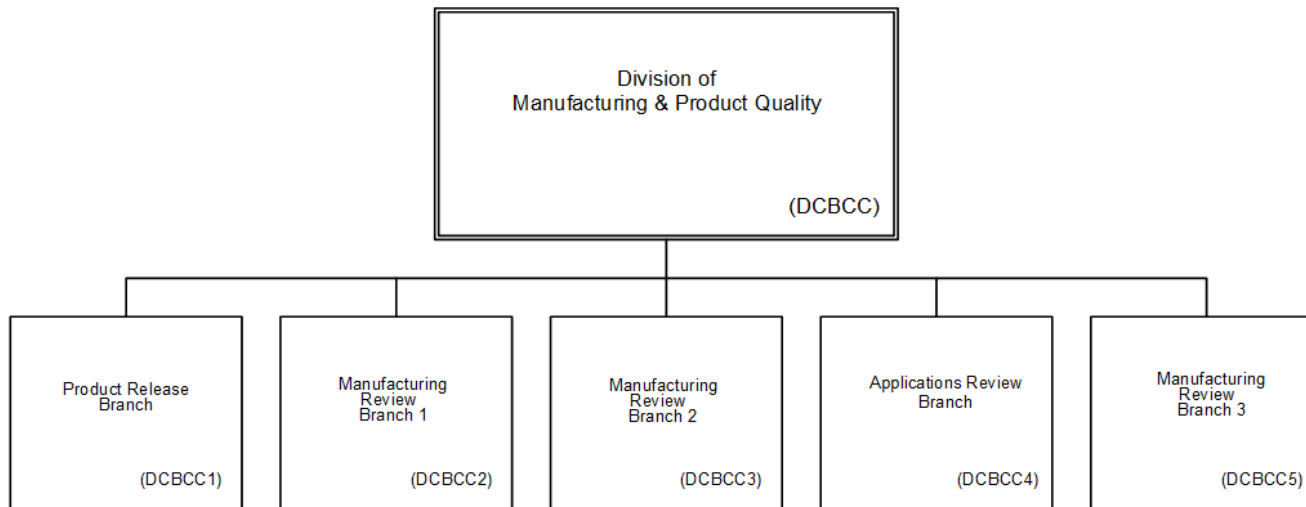 Division of
Manufacturing & Product Quality
(DCBCC)
Product Release
Branch
(DCBCC1)
Manufacturing
Review
Branch 1
(DCBCC2)
Manufacturing
Review
Branch 2
(DCBCC3)
Applications Review
Branch
(DCBCC4)
Manufacturing
Review
Branch 3
(DCBCC5)